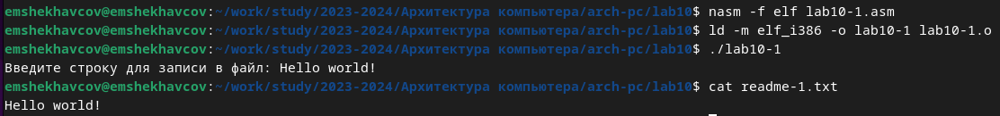 emshekhavcov@emshekhavcov:~/work/study/2023-2024/Архитектура компьютера/arch-pc/lab10$ nasm -f elf lab10-1.asm
emshekhavcov@emshekhavcov:~/work/study/2023-2024/Архитектура компьютера/arch-pc/lab10$ ld -m elf_i386 -o lab10-1 lab10-1.o
emshekhavcov@emshekhavcov:~/work/study/2023-2024/Архитектура компьютера/arch-pc/lab10$ ./lab10-1
Введите строку для записи в файл: Hello world!
emshekhavcov@emshekhavcov:~/work/study/2023-2024/Архитектура компьютера/arch-pc/lab10$ cat readme-1.txt
Hello world!